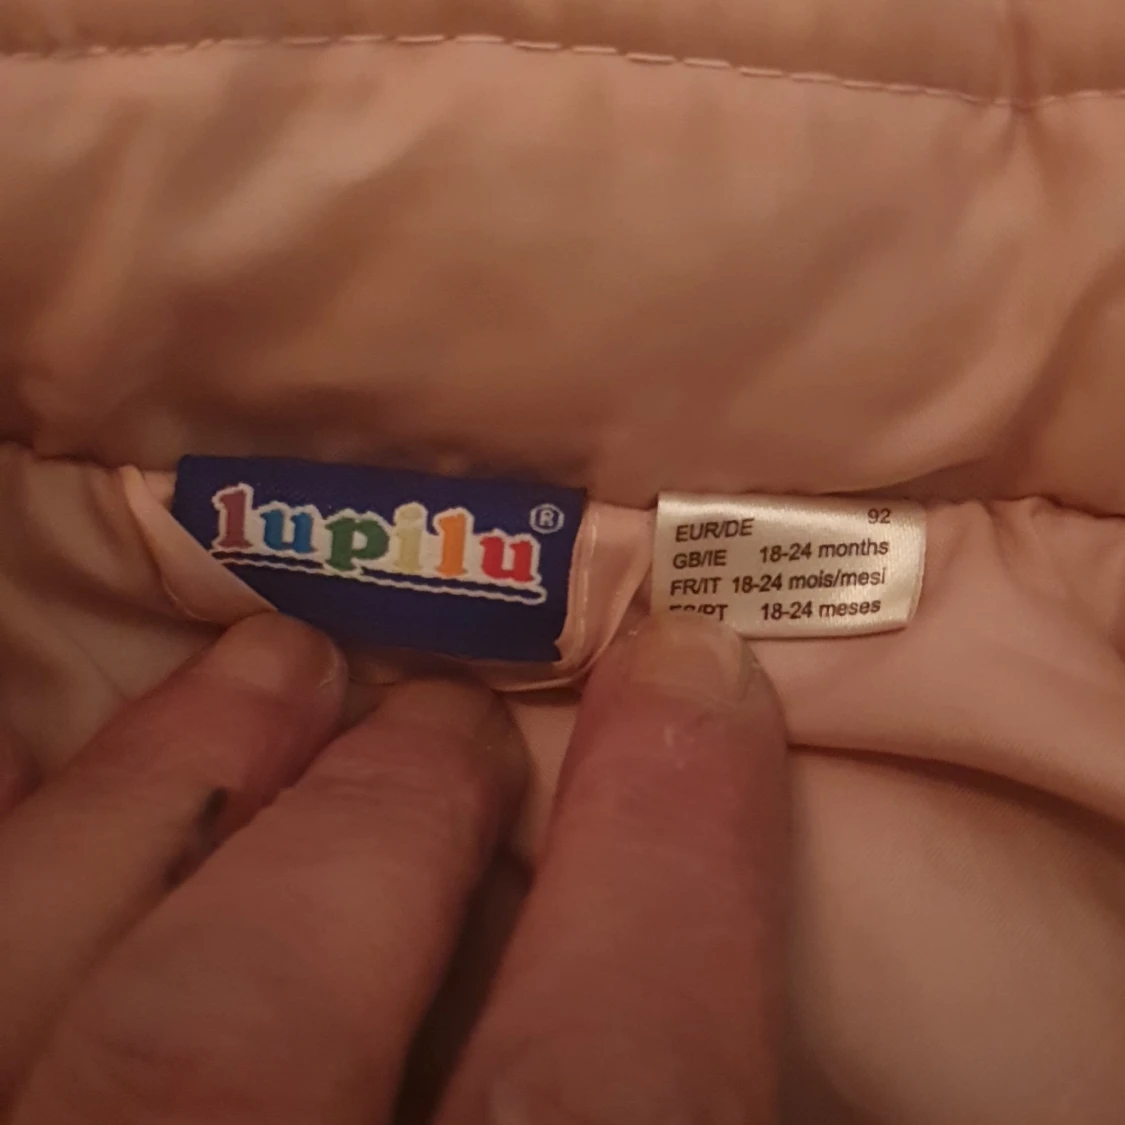 lupilu®
EUR/DE 92
GB/IE 18-24 months
FR/IT 18-24 mois/mesi
18-24 meses